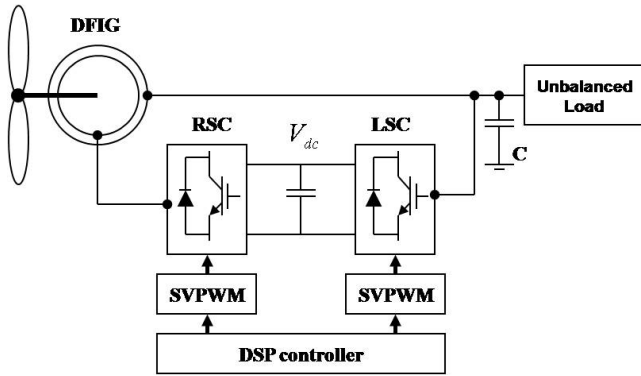 DFIG
Unbalanced
Load
RSC
V_dc
LSC
C
SVPWM
SVPWM
DSP controller